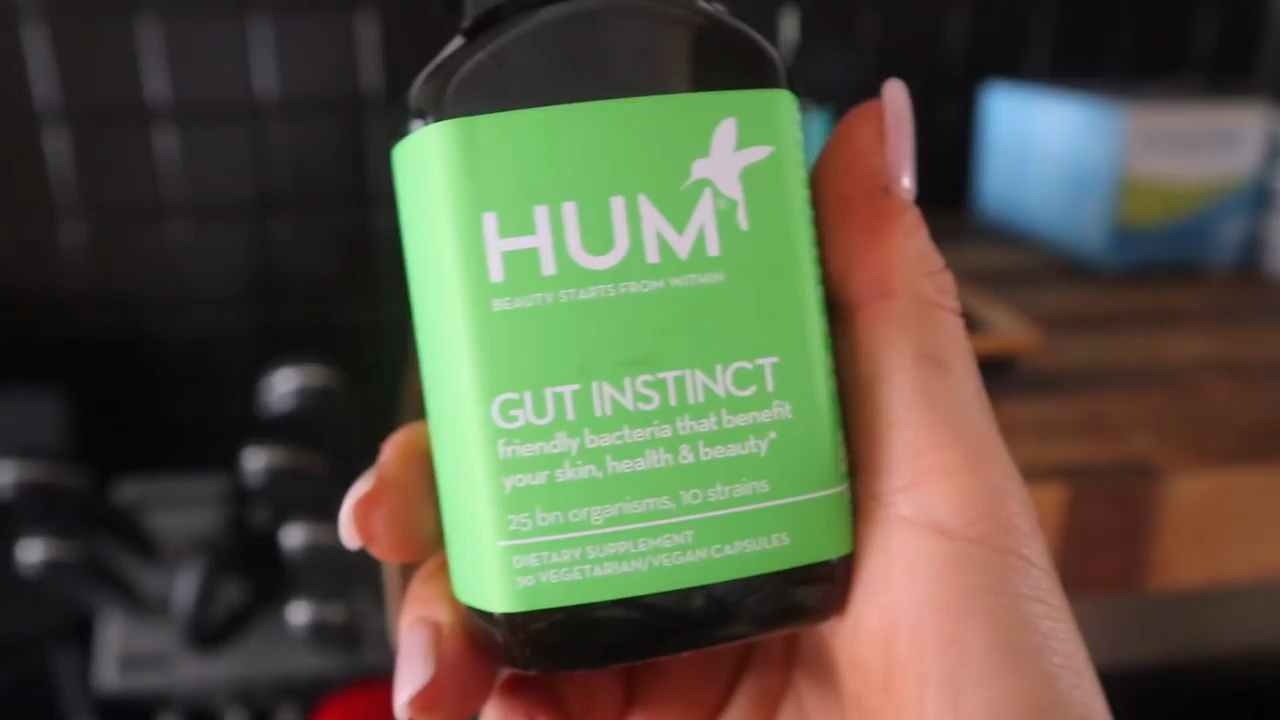 HUM®
BEAUTY STARTS FROM WITHIN
GUT INSTINCT
friendly bacteria that benefit
your skin, health & beauty*
25 bn organisms, 10 strains
DIETARY SUPPLEMENT
30 VEGETARIAN/VEGAN CAPSULES